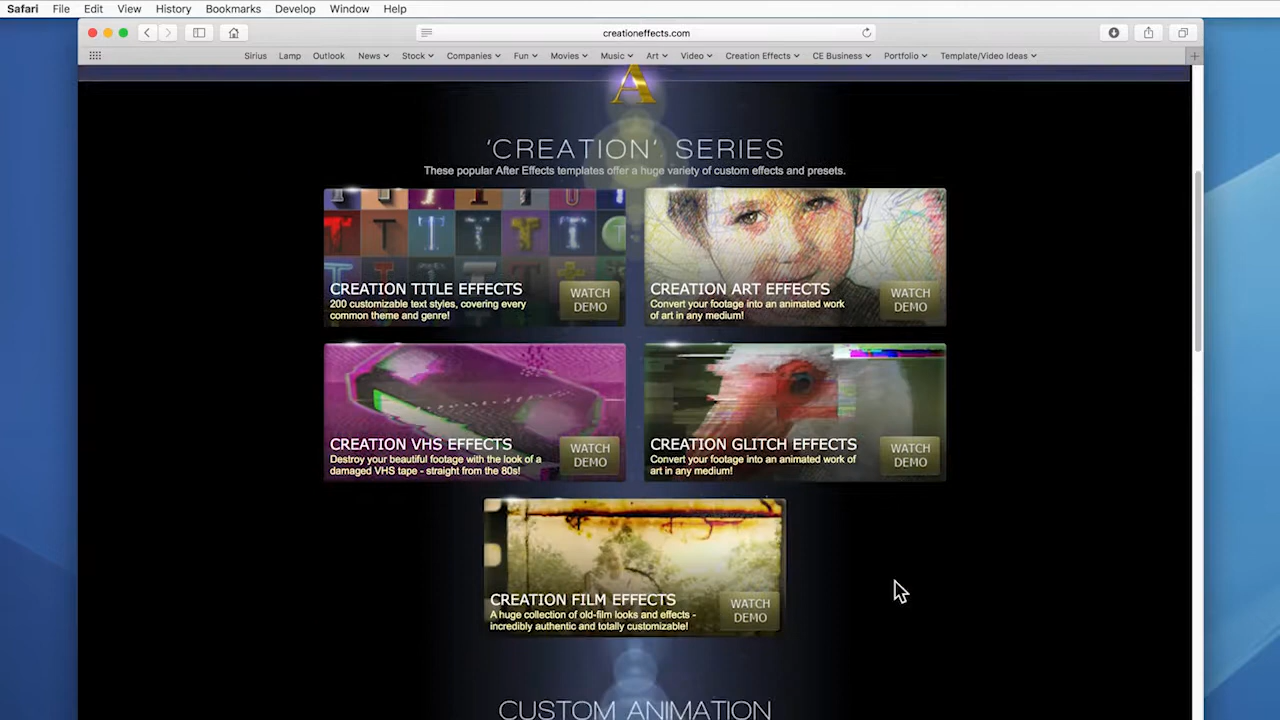 Safari File Edit View History Bookmarks Develop Window Help
creationeffects.com
Sirius Lamp Outlook News Stock Companies Fun Movies Music Art Video Creation Effects CE Business Portfolio Template/Video Ideas
A
‘CREATION’ SERIES
These popular After Effects templates offer a huge variety of custom effects and presets.
CREATION TITLE EFFECTS
200 customizable text styles, covering every
common theme and genre!
WATCH
DEMO
CREATION ART EFFECTS
Convert your footage into an animated work
of art in any medium!
WATCH
DEMO
CREATION VHS EFFECTS
Destroy your beautiful footage with the look of a
damaged VHS tape - straight from the 80s!
WATCH
DEMO
CREATION GLITCH EFFECTS
Convert your footage into an animated work of
art in any medium!
WATCH
DEMO
CREATION FILM EFFECTS
A huge collection of old-film looks and effects -
incredibly authentic and totally customizable!
WATCH
DEMO
CUSTOM ANIMATION